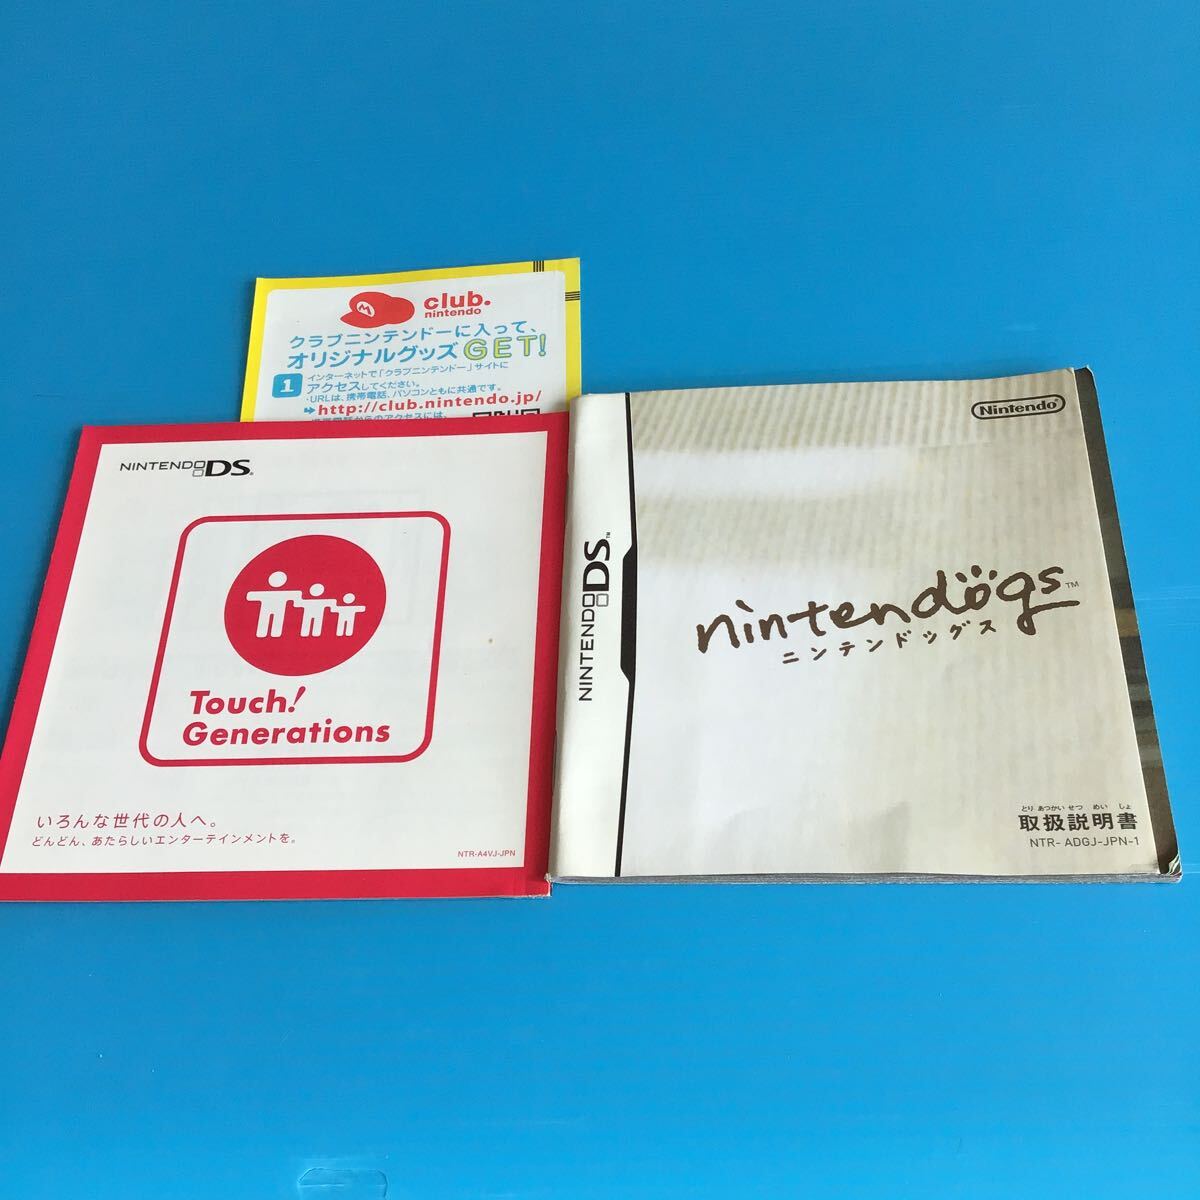 club.
nintendo
クラブニンテンドーに入って、
オリジナルグッズGET!
1
インターネットで「クラブニンテンドー」サイトに
アクセスしてください。
・URLは、携帯電話、パソコンともに共通です。
➔http://club.nintendo.jp/
NINTENDO DS
Touch!
Generations
いろんな世代の人へ。
どんどん、あたらしいエンターテインメントを。
NTR-A4VJ-JPN
NINTENDO DS™
Nintendo
nintendogs™
ニンテンドッグス
とり あつかい せつ めい しょ
取扱説明書
NTR- ADGJ-JPN-1